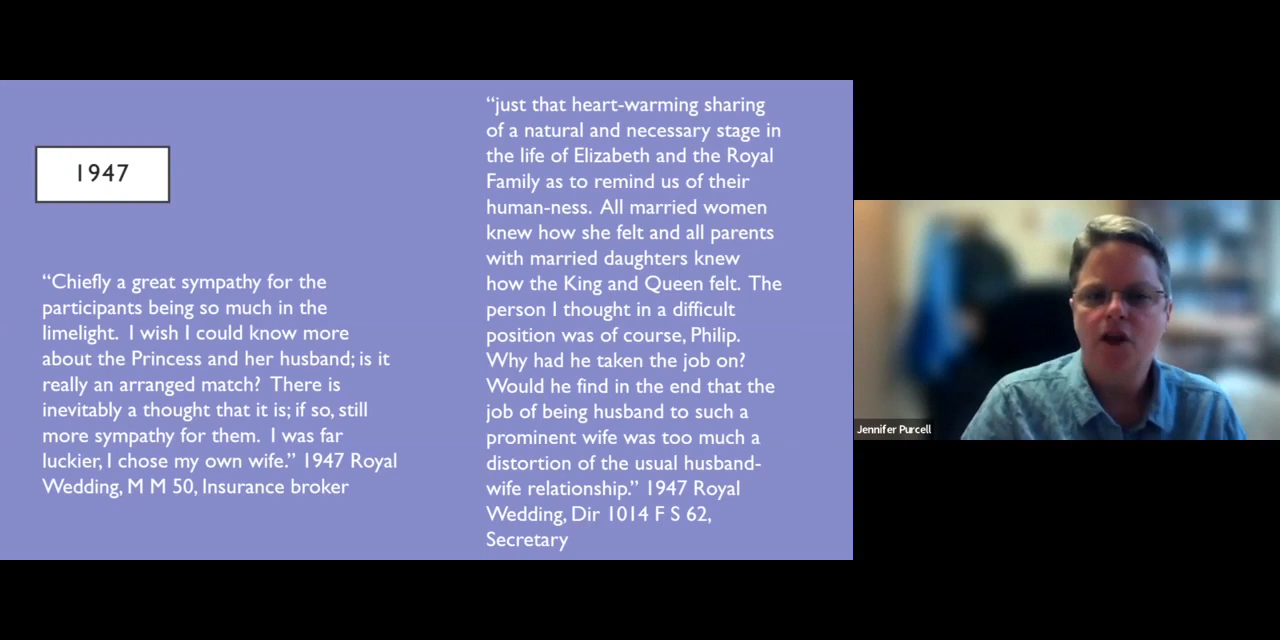 1947
“Chiefly a great sympathy for the
participants being so much in the
limelight. I wish I could know more
about the Princess and her husband; is it
really an arranged match? There is
inevitably a thought that it is; if so, still
more sympathy for them. I was far
luckier, I chose my own wife.” 1947 Royal
Wedding, M M 50, Insurance broker
“just that heart-warming sharing
of a natural and necessary stage in
the life of Elizabeth and the Royal
Family as to remind us of their
human-ness. All married women
knew how she felt and all parents
with married daughters knew
how the King and Queen felt. The
person I thought in a difficult
position was of course, Philip.
Why had he taken the job on?
Would he find in the end that the
job of being husband to such a
prominent wife was too much a
distortion of the usual husband-
wife relationship.” 1947 Royal
Wedding, Dir 1014 F S 62,
Secretary
Jennifer Purcell